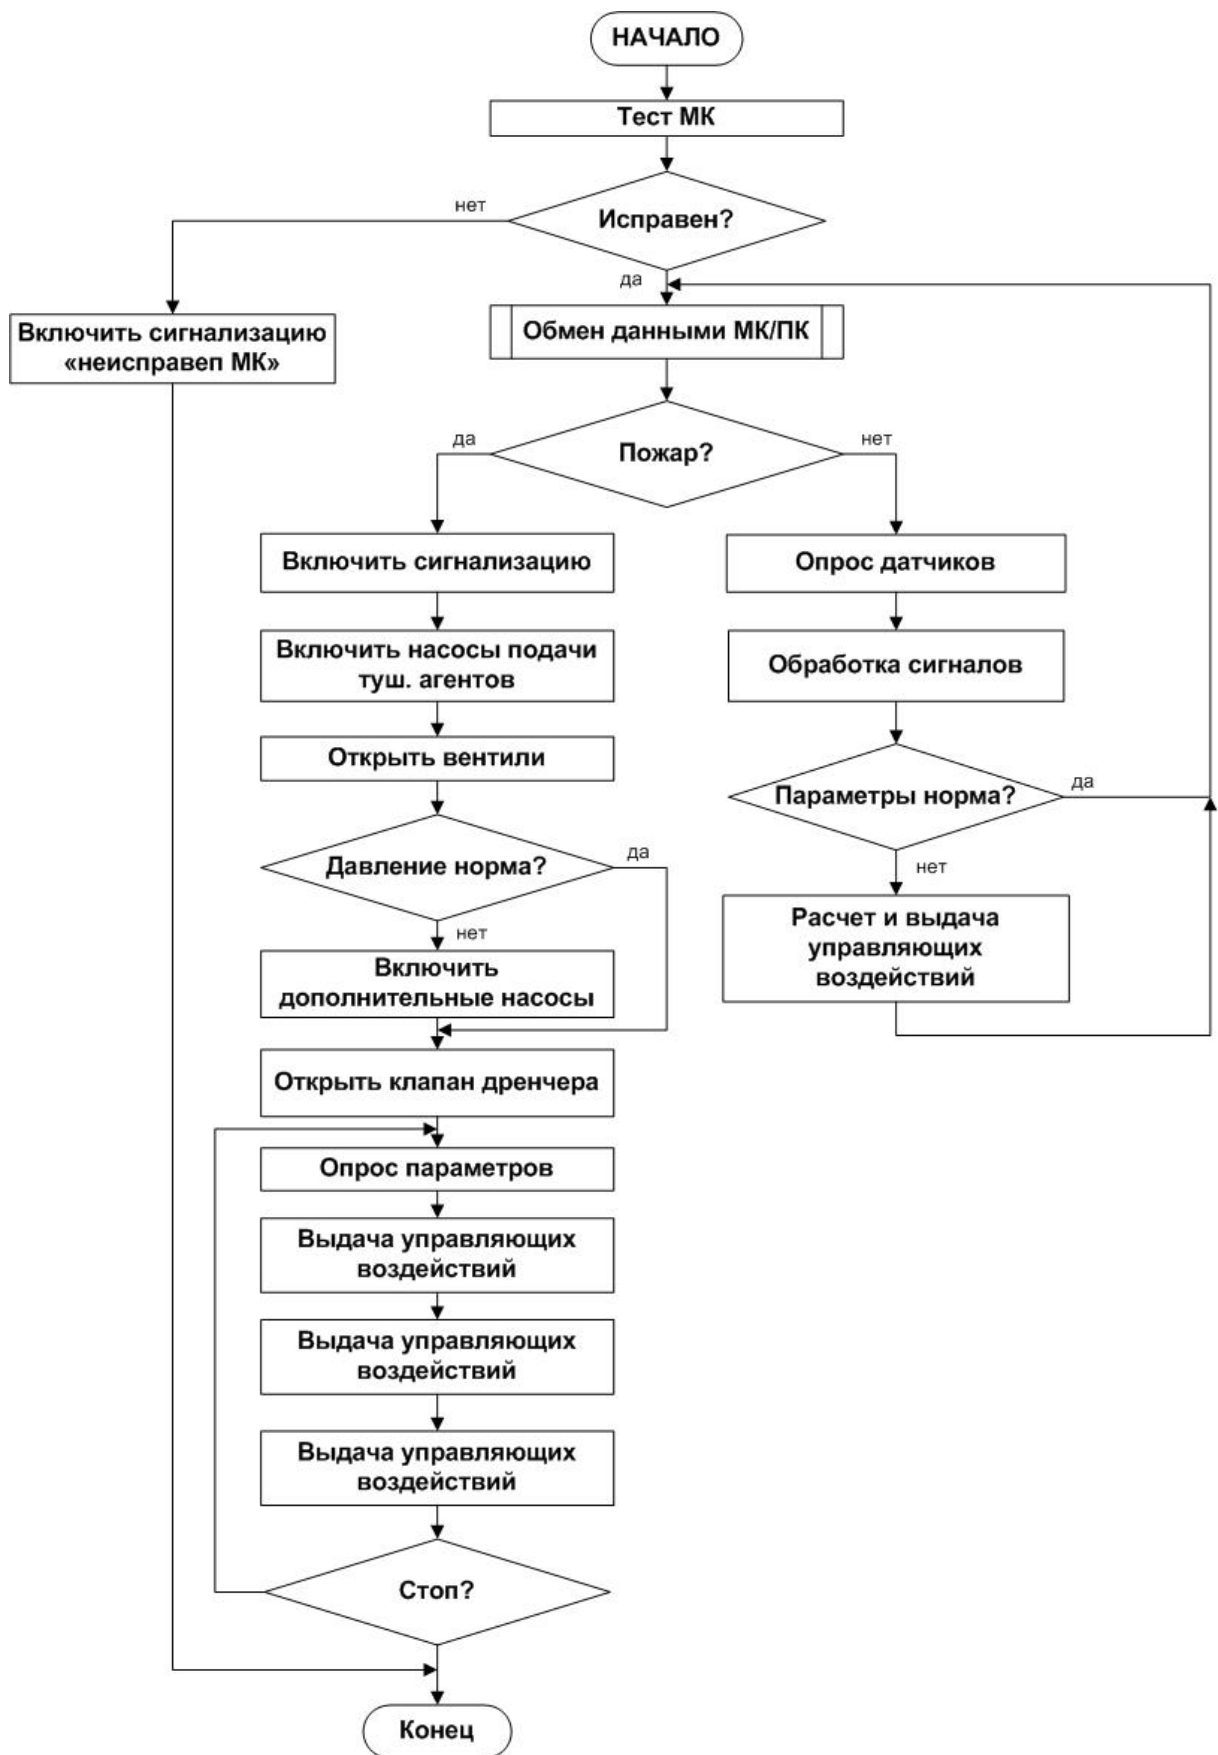 НАЧАЛО
Тест МК
Исправен?
нет
да
Включить сигнализацию
«неисправеп МК»
Обмен данными МК/ПК
Пожар?
да
нет
Включить сигнализацию
Опрос датчиков
Включить насосы подачи
туш. агентов
Обработка сигналов
Открыть вентили
Параметры норма?
да
нет
Давление норма?
да
нет
Расчет и выдача
управляющих
воздействий
Включить
дополнительные насосы
Открыть клапан дренчера
Опрос параметров
Выдача управляющих
воздействий
Выдача управляющих
воздействий
Выдача управляющих
воздействий
Стоп?
Конец